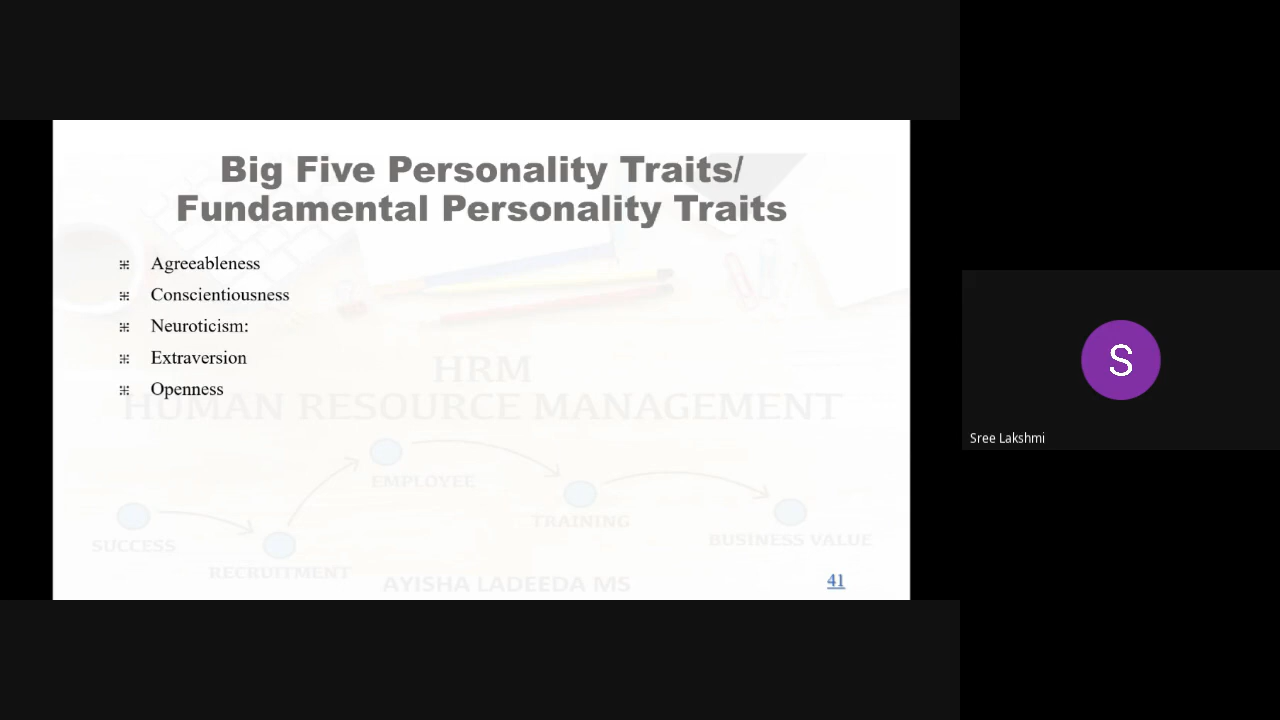 Big Five Personality Traits/
Fundamental Personality Traits
Agreeableness
Conscientiousness
Neuroticism:
Extraversion
Openness
HRM
HUMAN RESOURCE MANAGEMENT
EMPLOYEE
TRAINING
SUCCESS
BUSINESS VALUE
RECRUITMENT
AYISHA LADEEDA MS
41
S
Sree Lakshmi